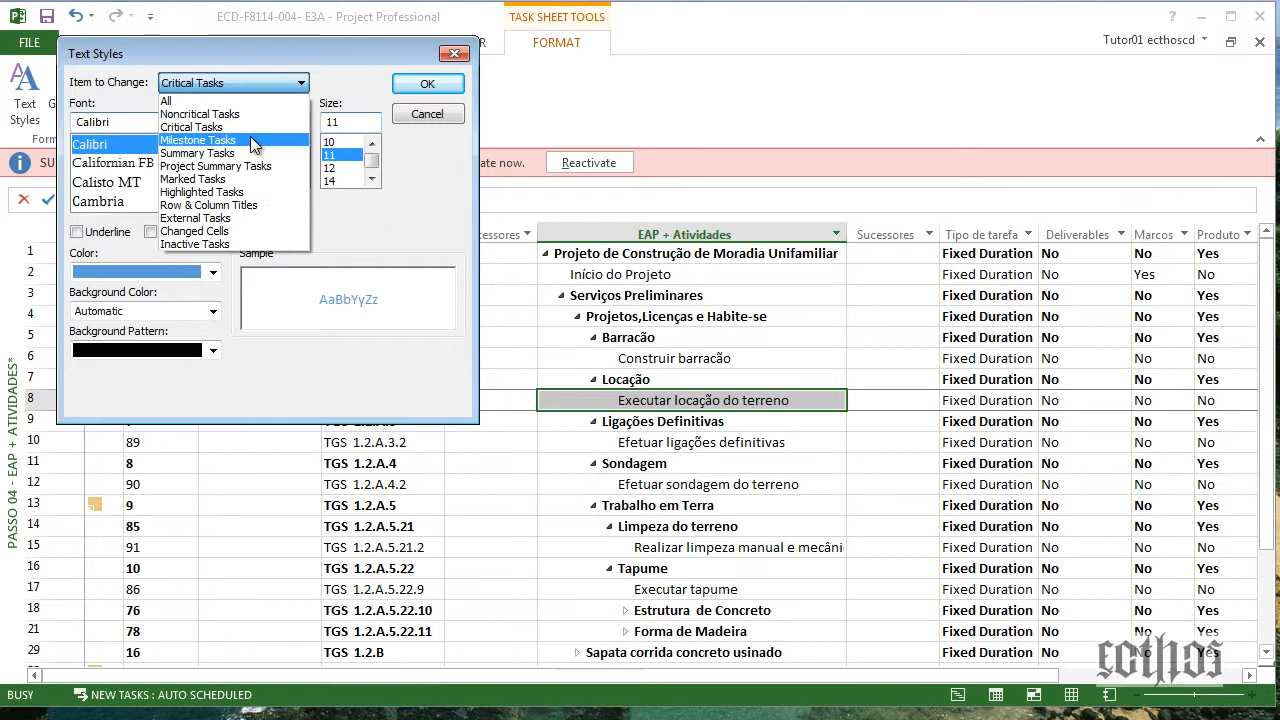 ECD-F8114-004- E3A - Project Professional
TASK SHEET TOOLS
FILE
R
FORMAT
Tutor01 ecthoscd
Text Styles
Item to Change:
Critical Tasks
OK
Cancel
All
Noncritical Tasks
Critical Tasks
Milestone Tasks
Summary Tasks
Project Summary Tasks
Marked Tasks
Highlighted Tasks
Row & Column Titles
External Tasks
Changed Cells
Inactive Tasks
Font:
Calibri
Calibri
Californian FB
Calisto MT
Cambria
Size:
11
10
11
12
14
Underline
Color:
Background Color:
Automatic
Background Pattern:
Sample
AaBbYyZz
Text
Styles
G
Form
SU
ate now.
Reactivate
PASSO 04 - EAP + ATIVIDADES*
cessores
EAP + Atividades
Sucessores
Tipo de tarefa
Deliverables
Marcos
Produto
1 Projeto de Construção de Moradia Unifamiliar Fixed Duration No No Yes
2 Início do Projeto Fixed Duration No Yes No
3 Serviços Preliminares Fixed Duration No No Yes
4 Projetos,Licenças e Habite-se Fixed Duration No No Yes
5 Barracão Fixed Duration No No Yes
6 Construir barracão Fixed Duration No No No
7 Locação Fixed Duration No No Yes
8 Executar locação do terreno Fixed Duration No No No
9 Ligações Definitivas Fixed Duration No No Yes
10 89 TGS 1.2.A.3.2 Efetuar ligações definitivas Fixed Duration No No No
11 8 TGS 1.2.A.4 Sondagem Fixed Duration No No Yes
12 90 TGS 1.2.A.4.2 Efetuar sondagem do terreno Fixed Duration No No No
13 9 TGS 1.2.A.5 Trabalho em Terra Fixed Duration No No Yes
14 85 TGS 1.2.A.5.21 Limpeza do terreno Fixed Duration No No Yes
15 91 TGS 1.2.A.5.21.2 Realizar limpeza manual e mecâni Fixed Duration No No No
16 10 TGS 1.2.A.5.22 Tapume Fixed Duration No No Yes
17 86 TGS 1.2.A.5.22.9 Executar tapume Fixed Duration No No No
18 76 TGS 1.2.A.5.22.10 Estrutura de Concreto Fixed Duration No No Yes
21 78 TGS 1.2.A.5.22.11 Forma de Madeira Fixed Duration No No Yes
29 16 TGS 1.2.B Sapata corrida concreto usinado Fixed Duration No No Yes
ecthos
BUSY
NEW TASKS : AUTO SCHEDULED